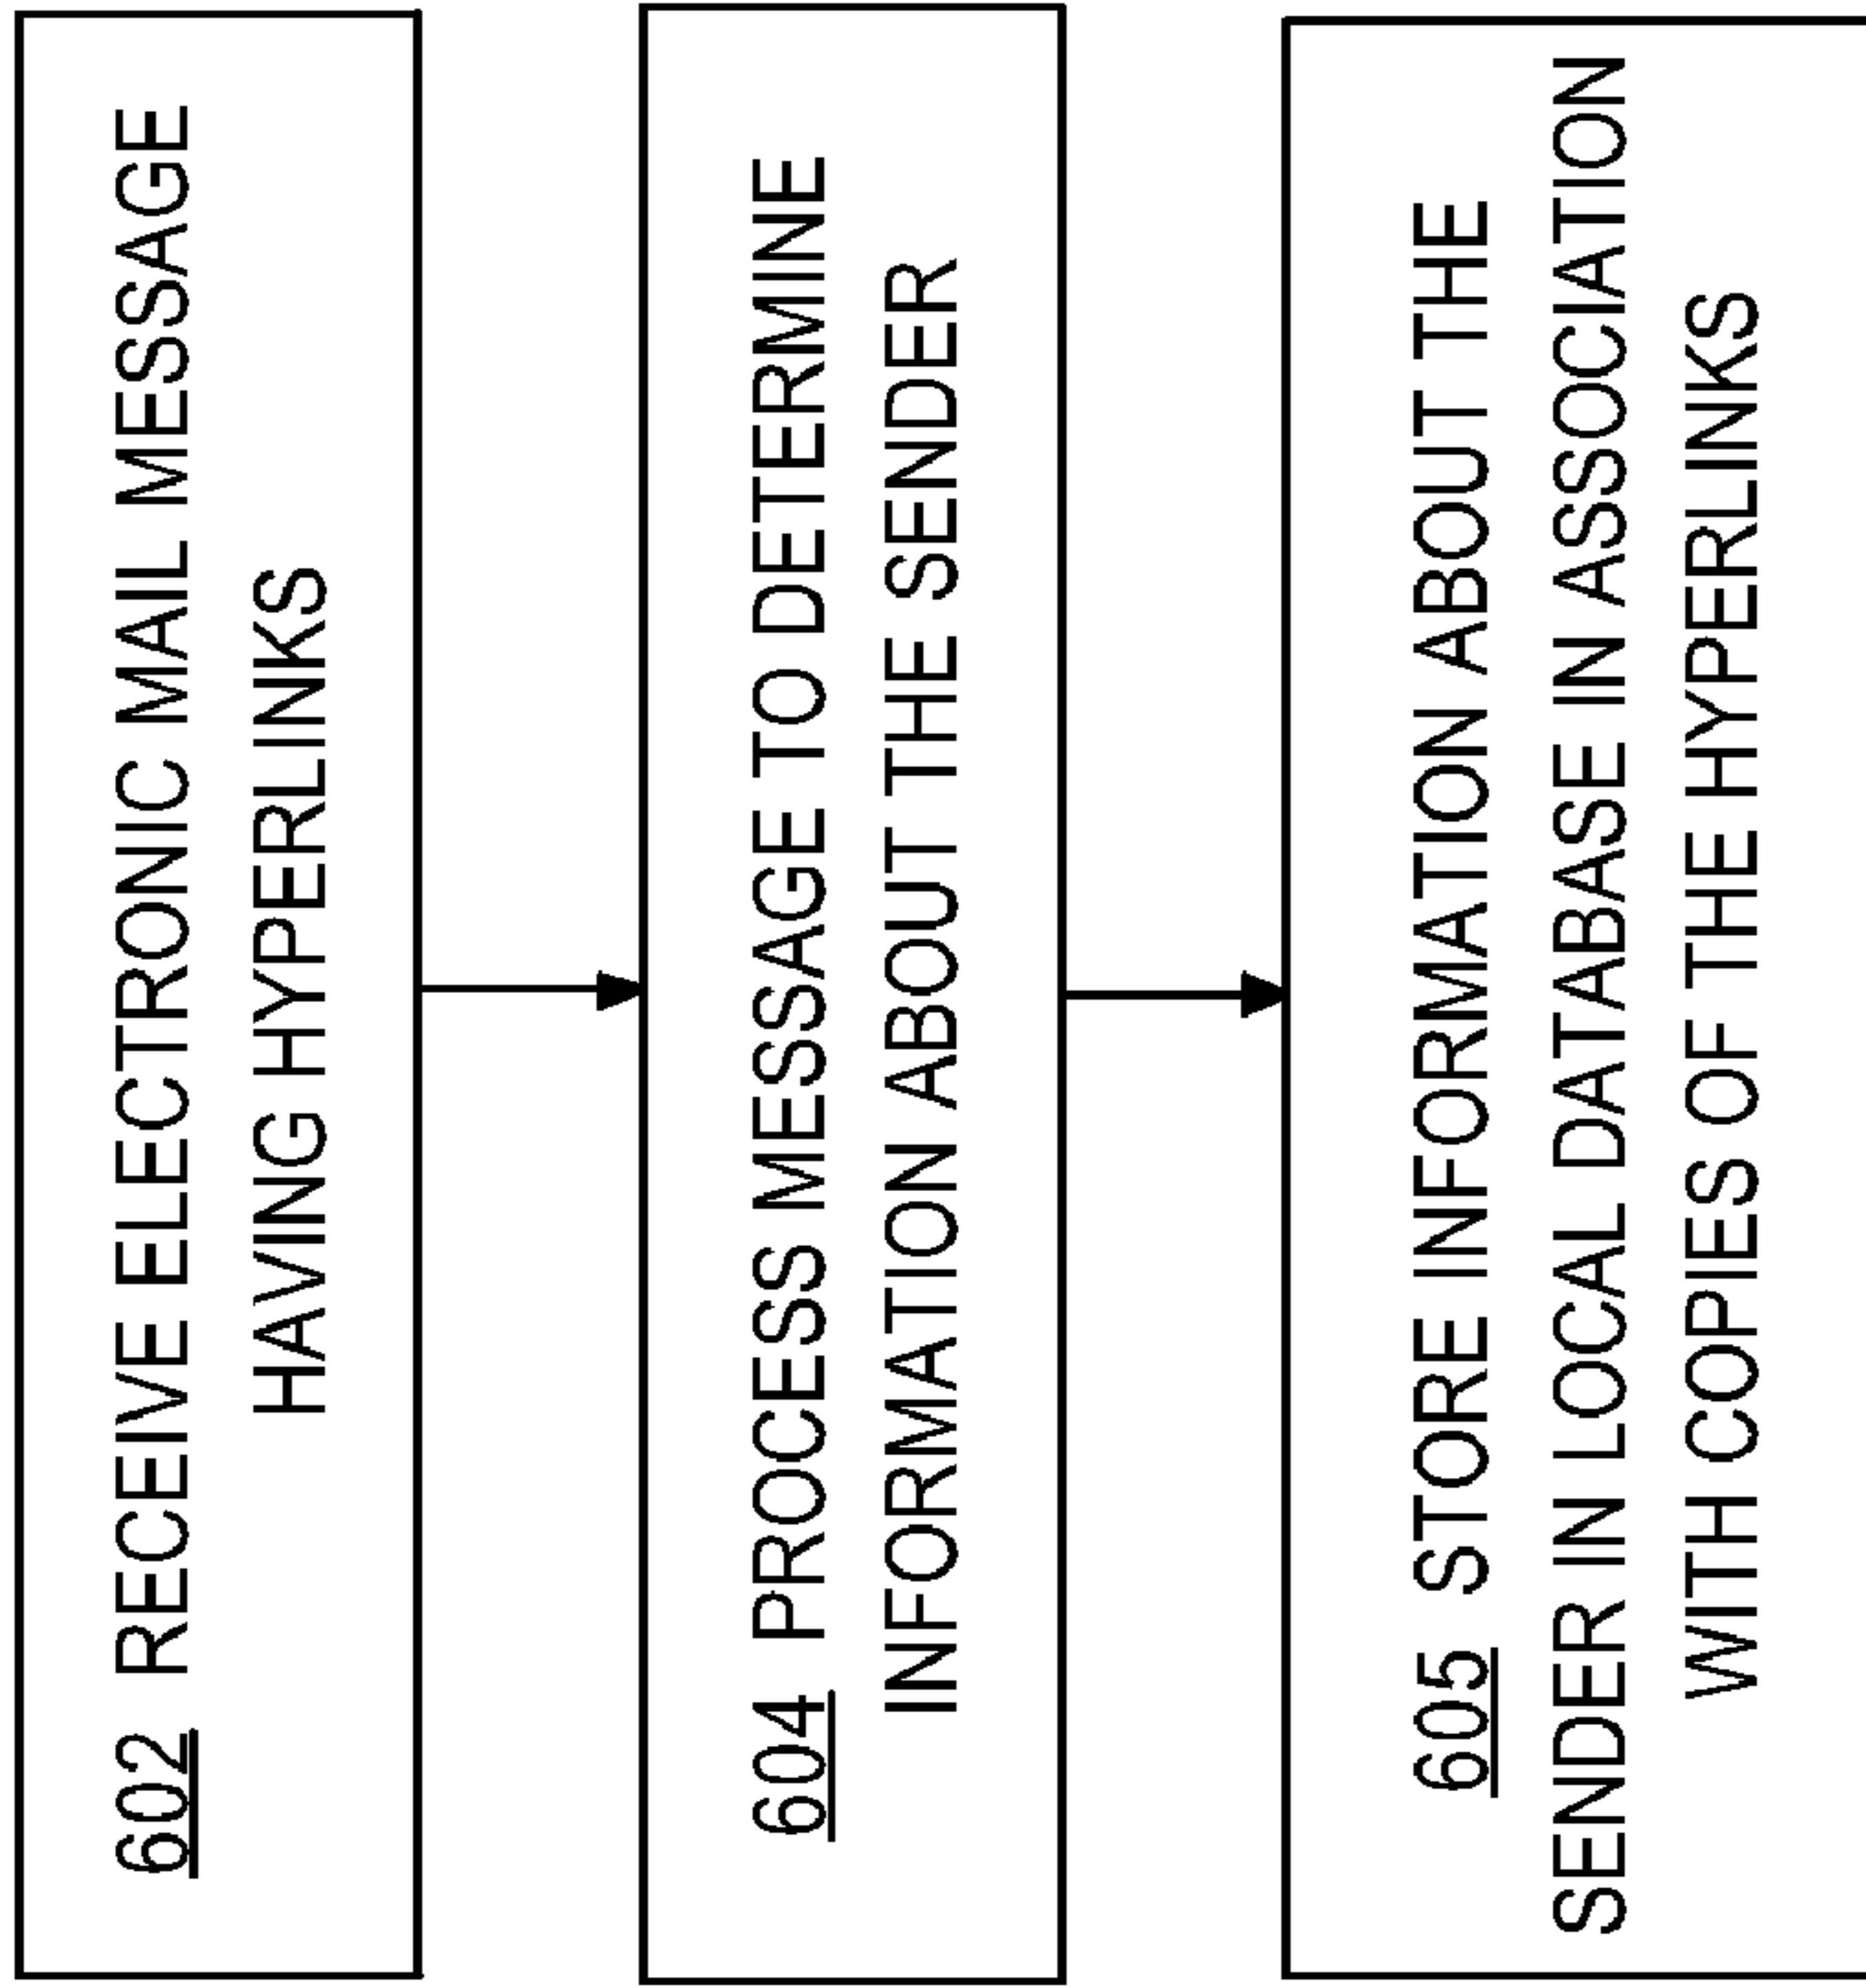 602 RECEIVE ELECTRONIC MAIL MESSAGE
HAVING HYPERLINKS
604 PROCESS MESSAGE TO DETERMINE
INFORMATION ABOUT THE SENDER
605 STORE INFORMATION ABOUT THE
SENDER IN LOCAL DATABASE IN ASSOCIATION
WITH COPIES OF THE HYPERLINKS